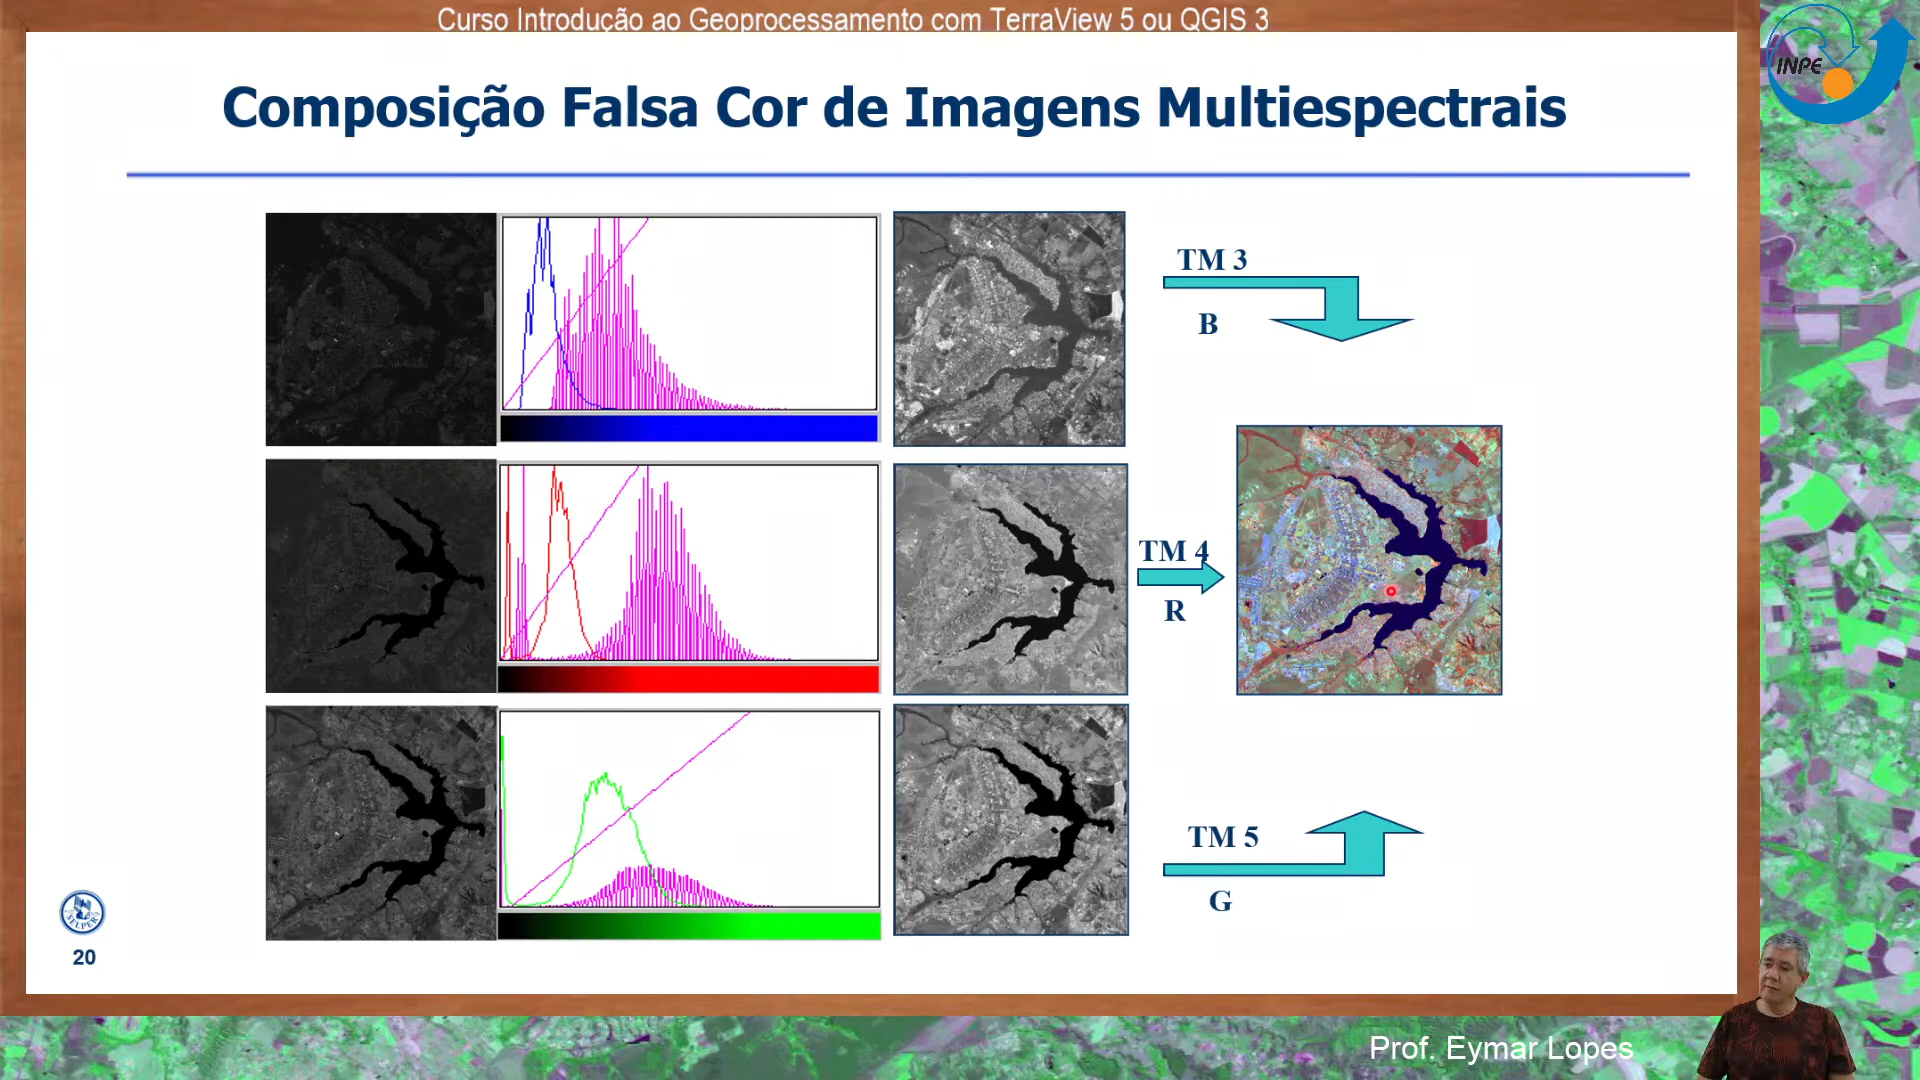 Curso Introdução ao Geoprocessamento com TerraView 5 ou QGIS 3
INPE
Composição Falsa Cor de Imagens Multiespectrais
TM 3
B
TM 4
R
TM 5
G
SELPER
20
Prof. Eymar Lopes